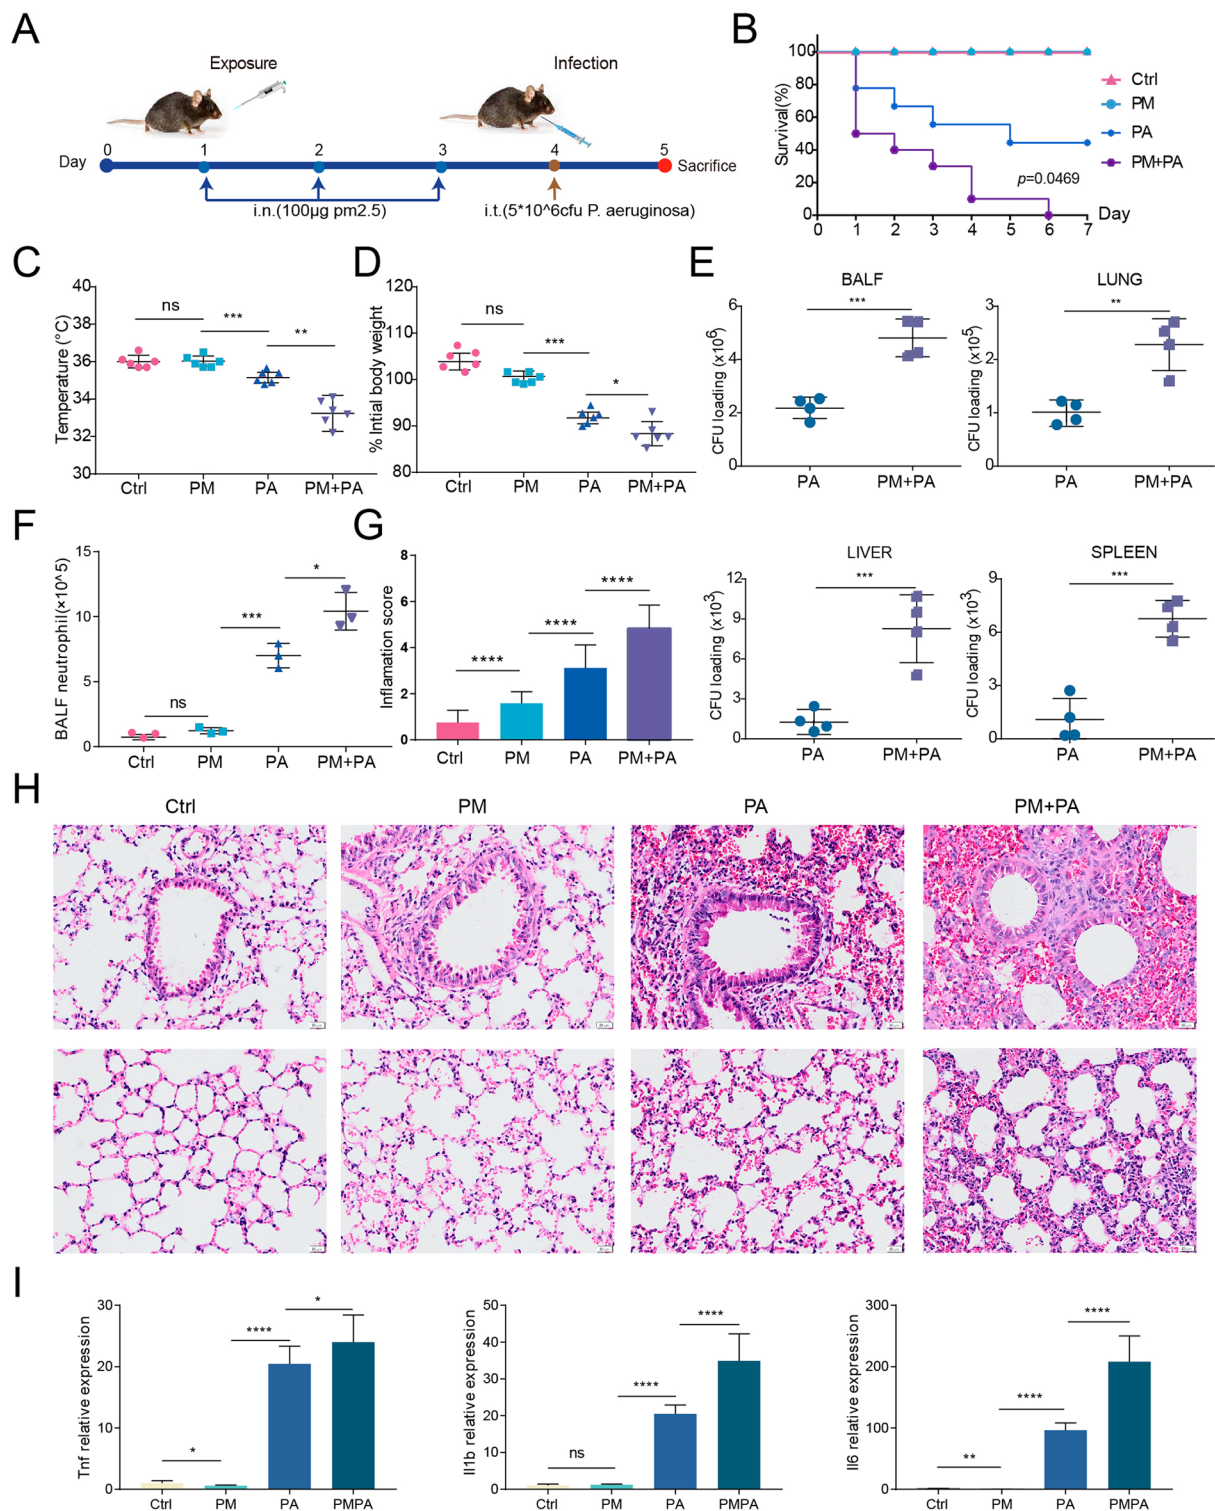 A
Exposure
Infection
Day
0 1 2 3 4 5
Sacrifice
i.n.(100µg pm2.5)
i.t.(5*10^6cfu P. aeruginosa)
B
Survival(%)
100
80
60
40
20
0
0 1 2 3 4 5 6 7
Day
p=0.0469
Ctrl
PM
PA
PM+PA
C
Temperature (°C)
40
38
36
34
32
30
ns
***
**
Ctrl PM PA PM+PA
D
% Intial body weight
120
110
100
90
80
ns
***
*
Ctrl PM PA PM+PA
E
BALF
CFU loading (x10⁶)
6
4
2
0
***
PA PM+PA
LUNG
CFU loading (x10⁵)
3
2
1
0
**
PA PM+PA
F
BALF neutrophil(×10^5)
15
10
5
0
ns
***
*
Ctrl PM PA PM+PA
G
Inflamation score
8
6
4
2
0
****
****
****
Ctrl PM PA PM+PA
LIVER
CFU loading (x10³)
12
9
6
3
0
***
PA PM+PA
SPLEEN
CFU loading (x10³)
9
6
3
0
***
PA PM+PA
H
Ctrl PM PA PM+PA
I
Tnf relative expression
30
20
10
0
*
****
*
Ctrl PM PA PMPA
Il1b relative expression
50
40
30
20
10
0
ns
****
****
Ctrl PM PA PMPA
Il6 relative expression
300
200
100
0
**
****
****
Ctrl PM PA PMPA